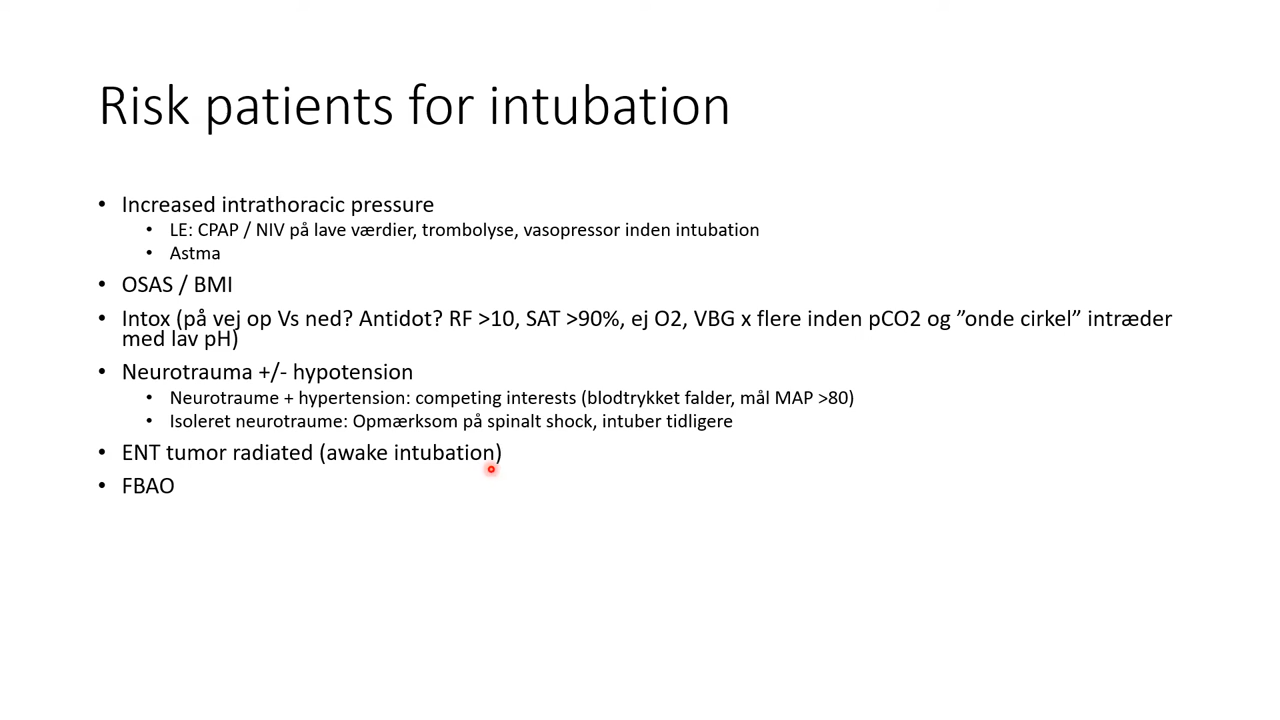 Risk patients for intubation
• Increased intrathoracic pressure
• LE: CPAP / NIV på lave værdier, trombolyse, vasopressor inden intubation
• Astma
• OSAS / BMI
• Intox (på vej op Vs ned? Antidot? RF >10, SAT >90%, ej O2, VBG x flere inden pCO2 og ”onde cirkel” intræder
med lav pH)
• Neurotrauma +/- hypotension
• Neurotraume + hypertension: competing interests (blodtrykket falder, mål MAP >80)
• Isoleret neurotraume: Opmærksom på spinalt shock, intuber tidligere
• ENT tumor radiated (awake intubation)
• FBAO